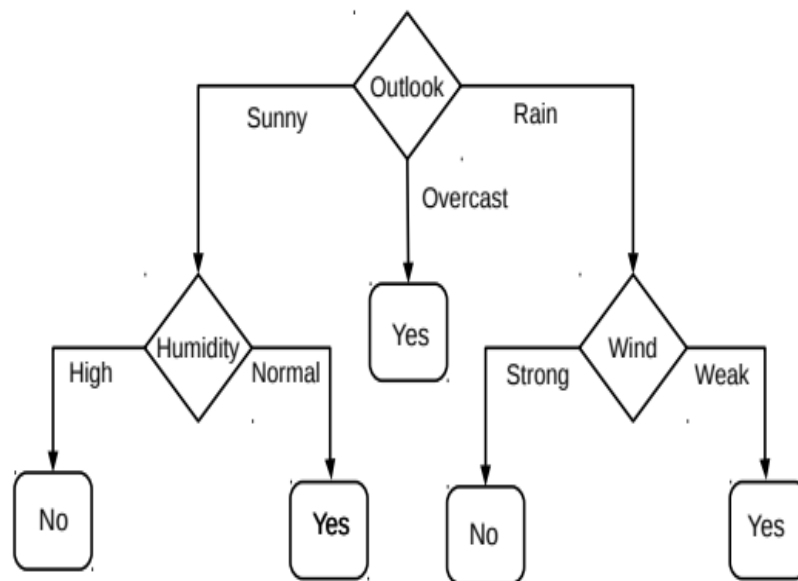 Outlook
Sunny
Rain
Overcast
Yes
Humidity
Wind
High
Normal
Strong
Weak
No
Yes
No
Yes